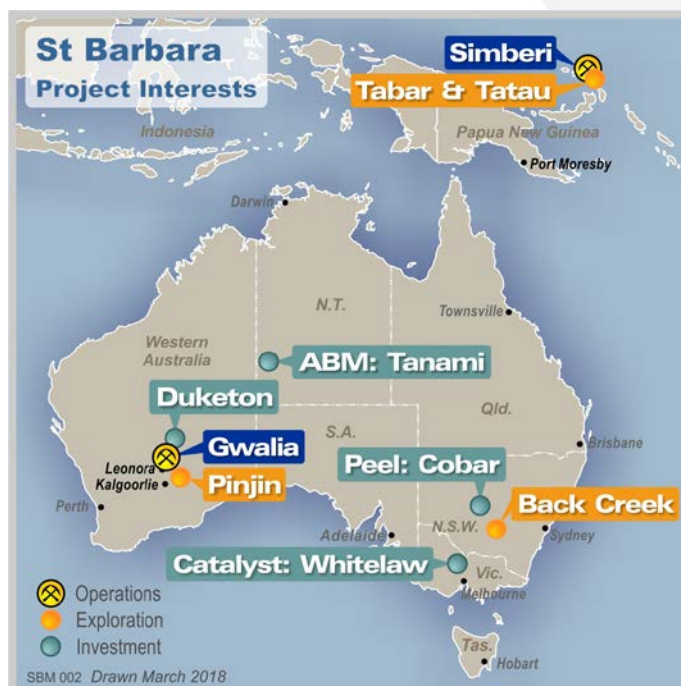 St Barbara
Project Interests
Simberi
Tabar & Tatau
Indonesia
Papua New Guinea
Port Moresby
Darwin
N.T.
Townsville
Western
Australia
ABM: Tanami
Duketon
Qld.
S.A.
Gwalia
Brisbane
Leonora
Peel: Cobar
Kalgoorlie
Pinjin
Back Creek
Perth
N.S.W.
Adelaide
Sydney
Catalyst: Whitelaw
Vic.
Melbourne
Operations
Exploration
Investment
Tas.
Hobart
SBM 002 Drawn March 2018